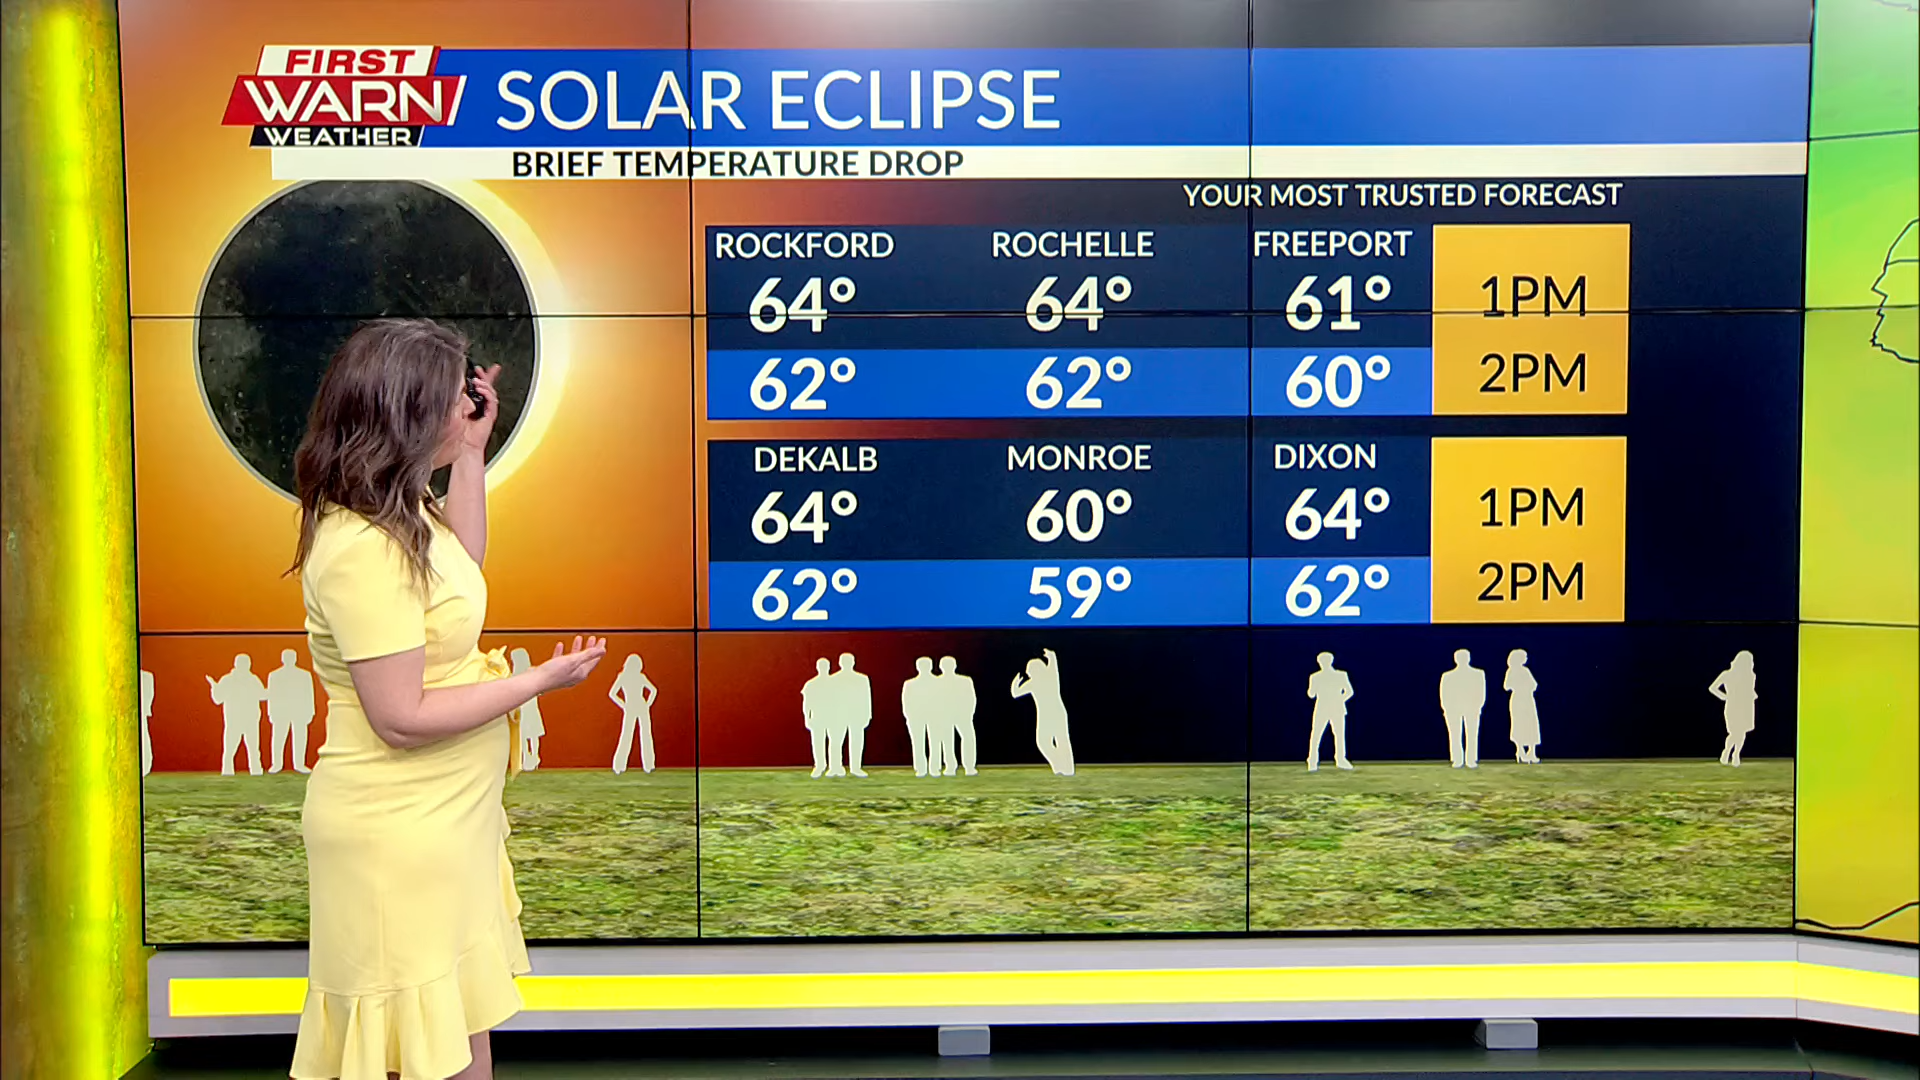 FIRST
WARN
WEATHER
SOLAR ECLIPSE
BRIEF TEMPERATURE DROP
YOUR MOST TRUSTED FORECAST
ROCKFORD ROCHELLE FREEPORT
64° 64° 61° 1PM
62° 62° 60° 2PM
DEKALB MONROE DIXON
64° 60° 64° 1PM
62° 59° 62° 2PM